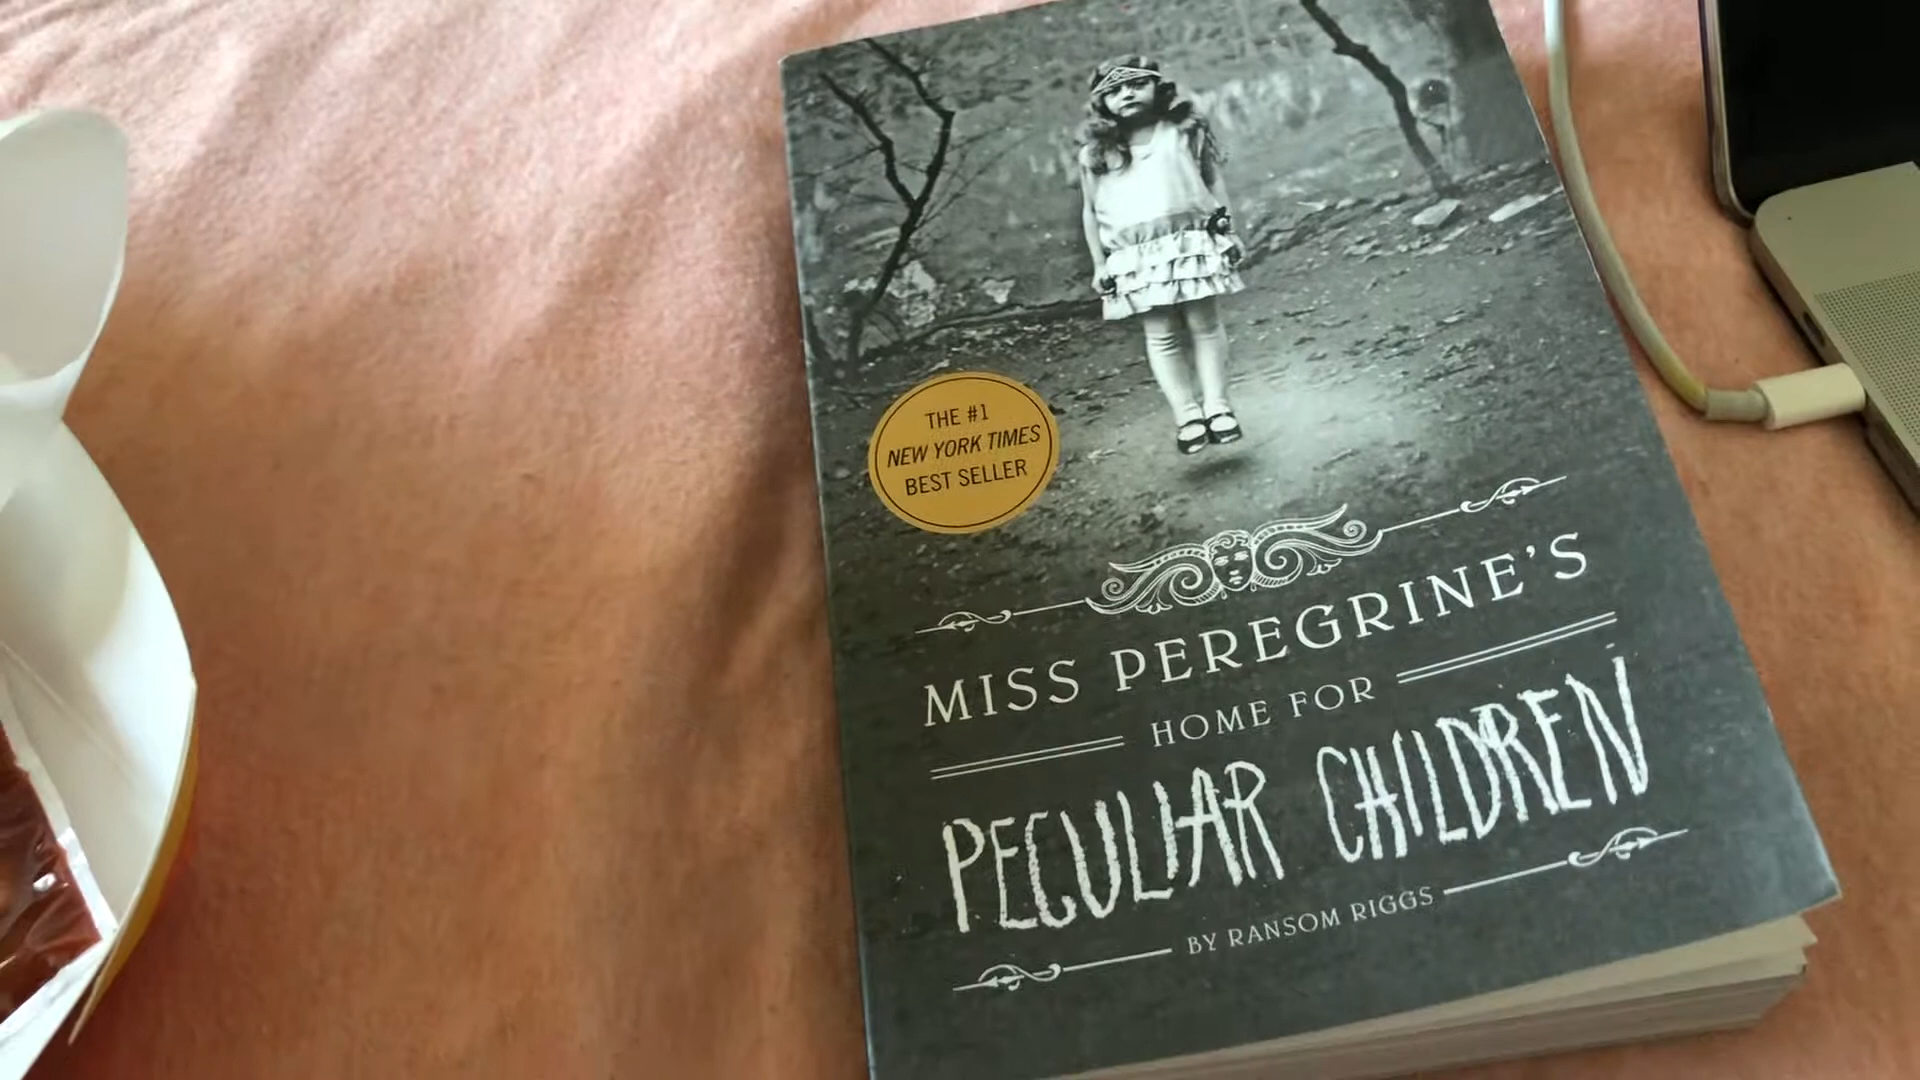 THE #1
NEW YORK TIMES
BEST SELLER
MISS PEREGRINE'S
HOME FOR
PECULIAR CHILDREN
BY RANSOM RIGGS